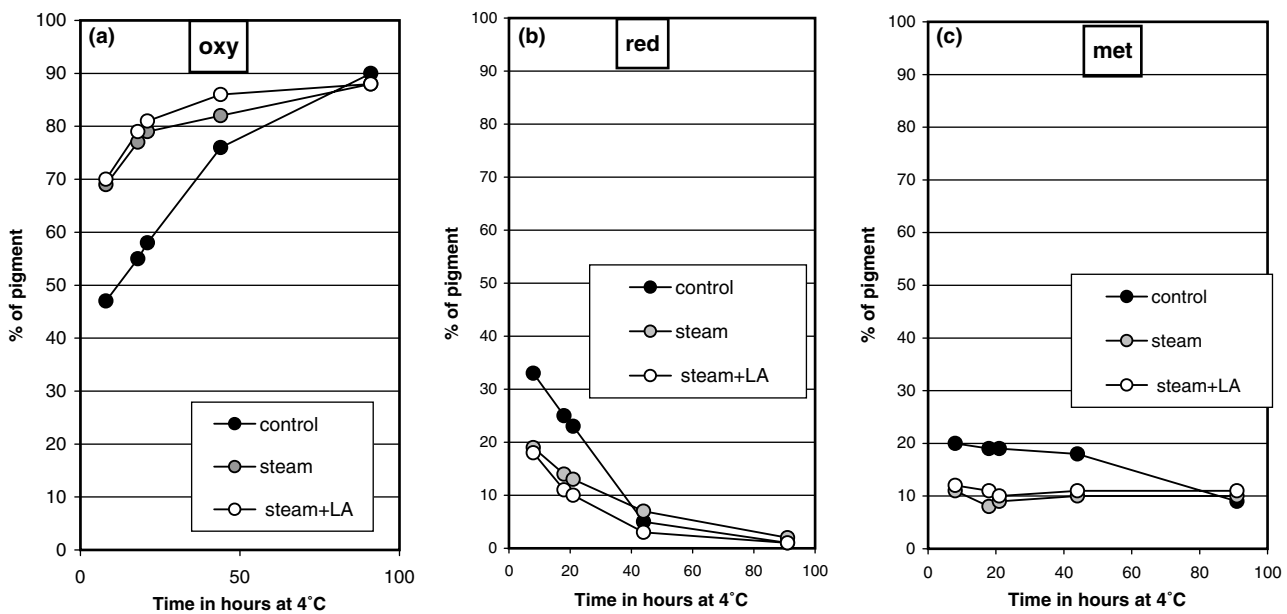 (a)
oxy
100
90
80
70
60
50
40
30
20
10
0
% of pigment
control
steam
steam+LA
0 50 100
Time in hours at 4˚C
(b)
red
100
90
80
70
60
50
40
30
20
10
0
% of pigment
control
steam
steam+LA
0 20 40 60 80 100
Time in hours at 4˚C
(c)
met
100
90
80
70
60
50
40
30
20
10
0
% of pigment
control
steam
steam+LA
0 20 40 60 80 100
Time in hours at 4˚C